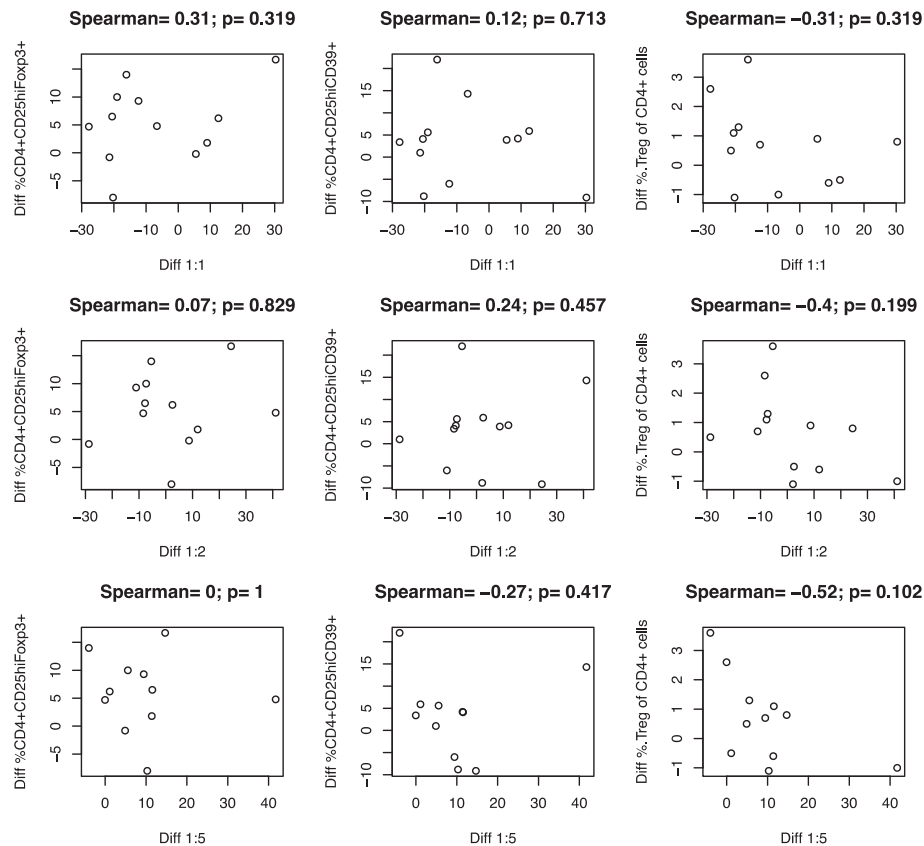 Spearman= 0.31; p= 0.319
Spearman= 0.12; p= 0.713
Spearman= −0.31; p= 0.319
Diff %CD4+CD25hiFoxp3+
−5 0 5 10
−30 −10 0 10 20 30
Diff 1:1
Diff %CD4+CD25hiCD39+
−10 0 5 15
−30 −10 0 10 20 30
Diff 1:1
Diff %.Treg of CD4+ cells
−1 0 1 2 3
−30 −10 0 10 20 30
Diff 1:1
Spearman= 0.07; p= 0.829
Spearman= 0.24; p= 0.457
Spearman= −0.4; p= 0.199
Diff %CD4+CD25hiFoxp3+
−5 0 5 10
−30 −10 10 30
Diff 1:2
Diff %CD4+CD25hiCD39+
−10 0 5 15
−30 −10 10 30
Diff 1:2
Diff %.Treg of CD4+ cells
−1 0 1 2 3
−30 −10 10 30
Diff 1:2
Spearman= 0; p= 1
Spearman= −0.27; p= 0.417
Spearman= −0.52; p= 0.102
Diff %CD4+CD25hiFoxp3+
−5 0 5 10
0 10 20 30 40
Diff 1:5
Diff %CD4+CD25hiCD39+
−10 0 5 15
0 10 20 30 40
Diff 1:5
Diff %.Treg of CD4+ cells
−1 0 1 2 3
0 10 20 30 40
Diff 1:5